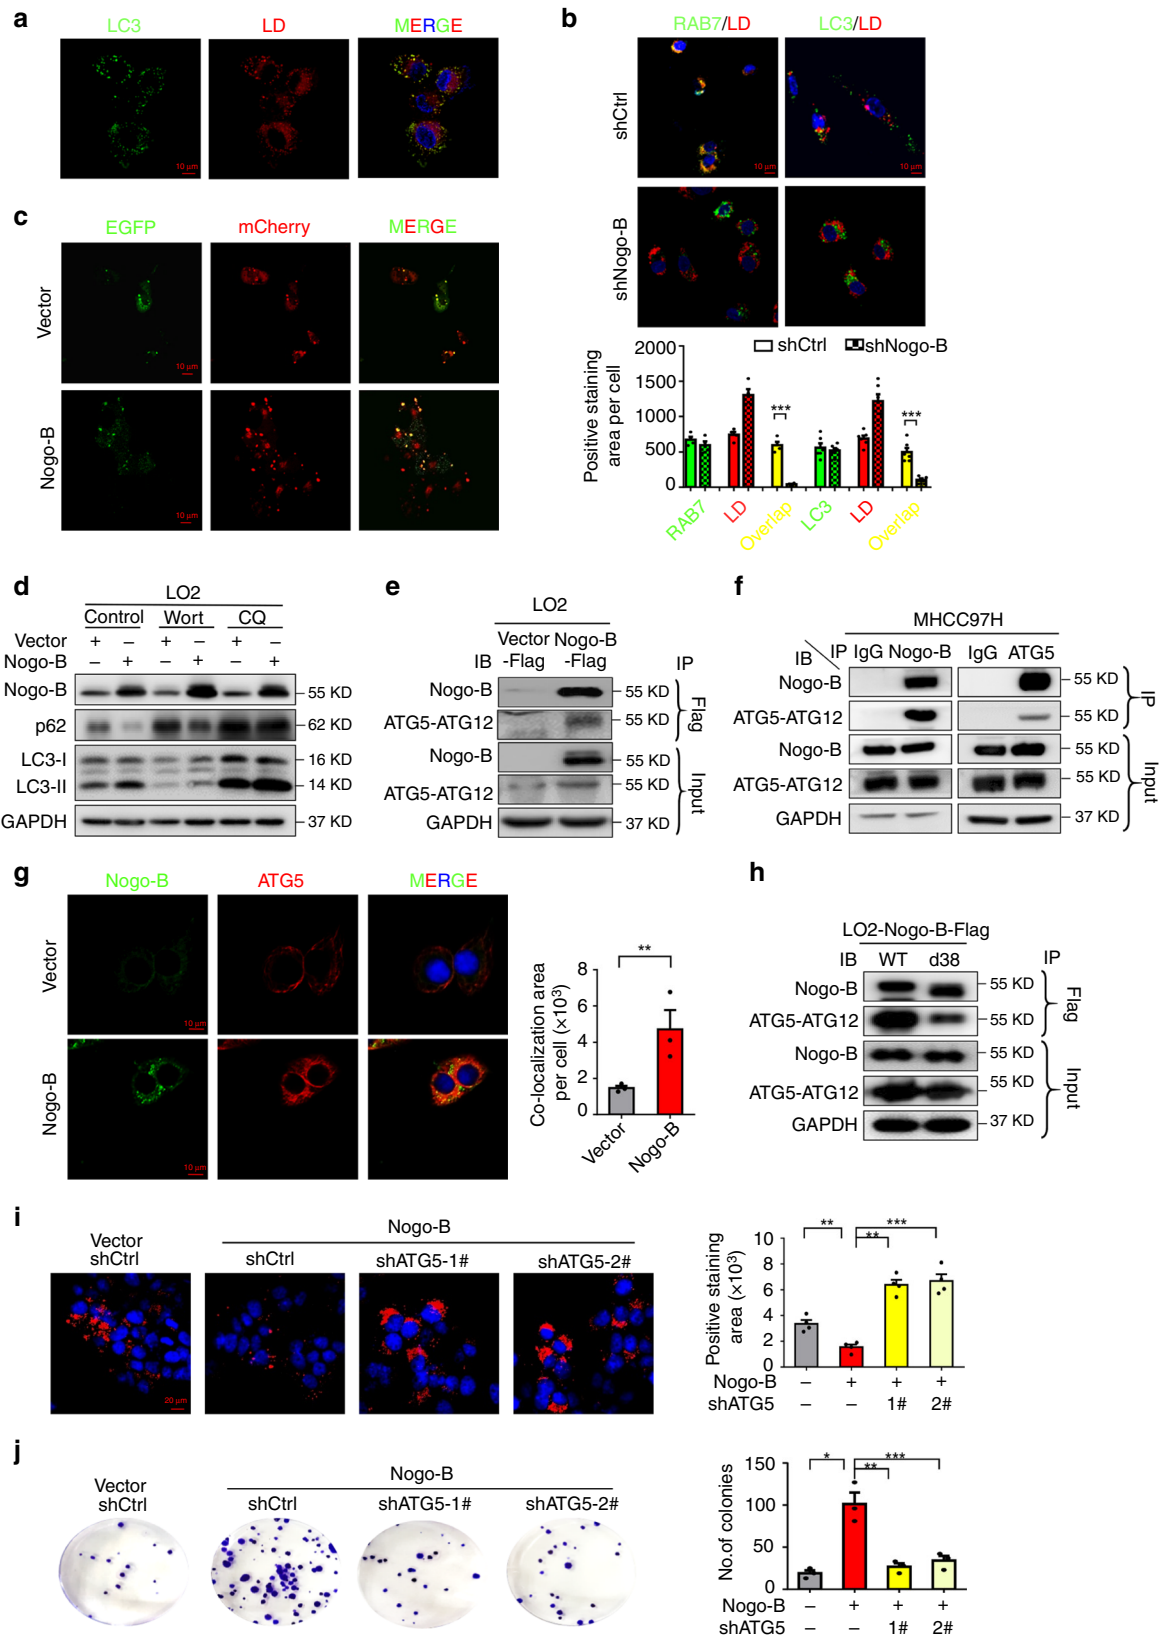 a
LC3 LD MERGE
10 μm
b
RAB7/LD LC3/LD
shCtrl
10 μm 10 μm
shNogo-B
2000
1500
1000
500
0
Positive staining
area per cell
shCtrl shNogo-B
*** ***
RAB7 LD Overlap LC3 LD Overlap
c
EGFP mCherry MERGE
Vector
10 μm
Nogo-B
10 μm
d
LO2
Control Wort CQ
Vector + – + – + –
Nogo-B – + – + – +
Nogo-B 55 KD
p62 62 KD
LC3-I 16 KD
LC3-II 14 KD
GAPDH 37 KD
e
LO2
Vector Nogo-B
IB -Flag -Flag IP
Nogo-B 55 KD
ATG5-ATG12 55 KD
Flag
Nogo-B 55 KD
ATG5-ATG12 55 KD
GAPDH 37 KD
Input
f
MHCC97H
IB IP IgG Nogo-B IgG ATG5
Nogo-B 55 KD
ATG5-ATG12 55 KD
IP
Nogo-B 55 KD
ATG5-ATG12 55 KD
GAPDH 37 KD
Input
g
Nogo-B ATG5 MERGE
Vector
10 μm
Nogo-B
10 μm 10 μm
Co-localization area
per cell (×10³)
8
6
4
2
0
**
Vector Nogo-B
h
LO2-Nogo-B-Flag
IB WT d38 IP
Nogo-B 55 KD
ATG5-ATG12 55 KD
Flag
Nogo-B 55 KD
ATG5-ATG12 55 KD
GAPDH 37 KD
Input
i
Vector
shCtrl
Nogo-B
shCtrl shATG5-1# shATG5-2#
20 μm
Positive staining
area (×10³)
10
8
6
4
2
0
** ** ***
Nogo-B – + + +
shATG5 – – 1# 2#
j
Vector
shCtrl
Nogo-B
shCtrl shATG5-1# shATG5-2#
No.of colonies
150
100
50
0
* ** ***
Nogo-B – + + +
shATG5 – – 1# 2#